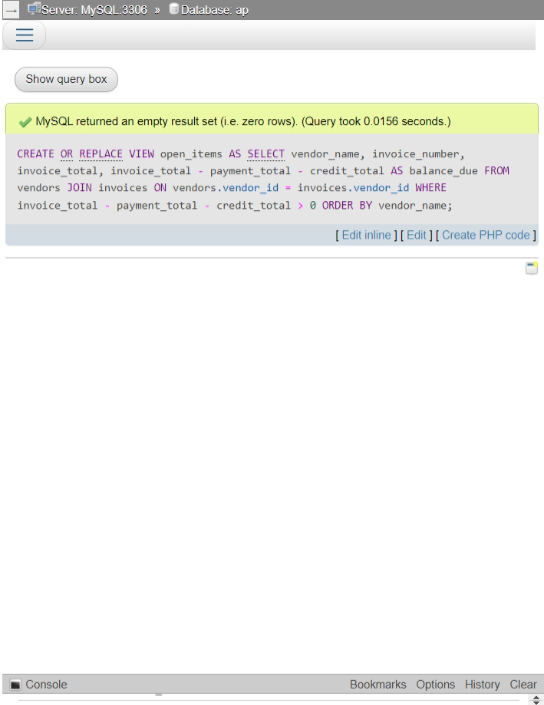 Server: MySQL:3306 » Database: ap
Show query box
MySQL returned an empty result set (i.e. zero rows). (Query took 0.0156 seconds.)
CREATE OR REPLACE VIEW open_items AS SELECT vendor_name, invoice_number,
invoice_total, invoice_total - payment_total - credit_total AS balance_due FROM
vendors JOIN invoices ON vendors.vendor_id = invoices.vendor_id WHERE
invoice_total - payment_total - credit_total > 0 ORDER BY vendor_name;
[ Edit inline ] [ Edit ] [ Create PHP code ]
Console Bookmarks Options History Clear